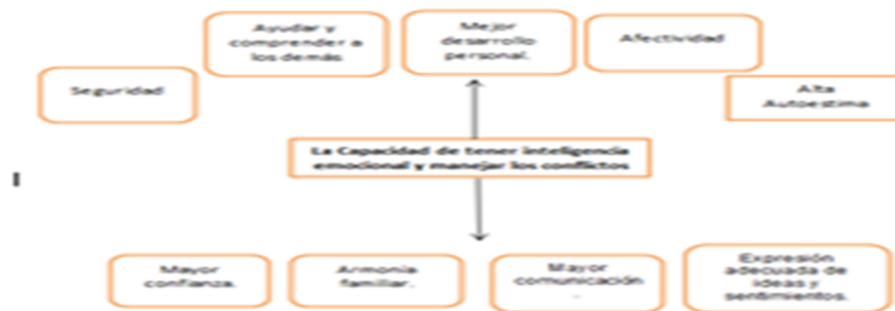 Ayudar y
comprender a
los demás
Mejor
desarrollo
personal.
Afectividad
Seguridad
Alta
Autoestima
La Capacidad de tener inteligencia
emocional y manejar los conflictos
Mayor
confianza.
Armonía
familiar.
Mayor
comunicación
.
Expresión
adecuada de
ideas y
sentimientos.